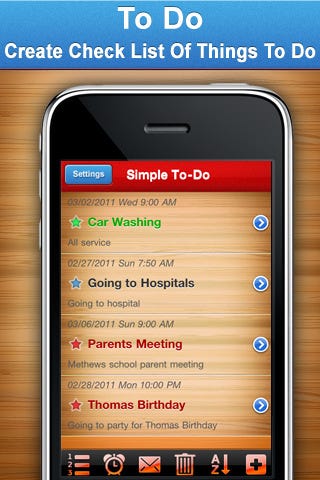 To Do
Create Check List Of Things To Do
Settings
Simple To-Do
03/02/2011 Wed 9:00 AM
Car Washing
All service
02/27/2011 Sun 7:50 AM
Going to Hospitals
Going to hospital
03/06/2011 Sun 9:00 AM
Parents Meeting
Methews school parent meeting
02/28/2011 Mon 10:00 PM
Thomas Birthday
Going to party for Thomas Birthday
1
2
3
A
Z